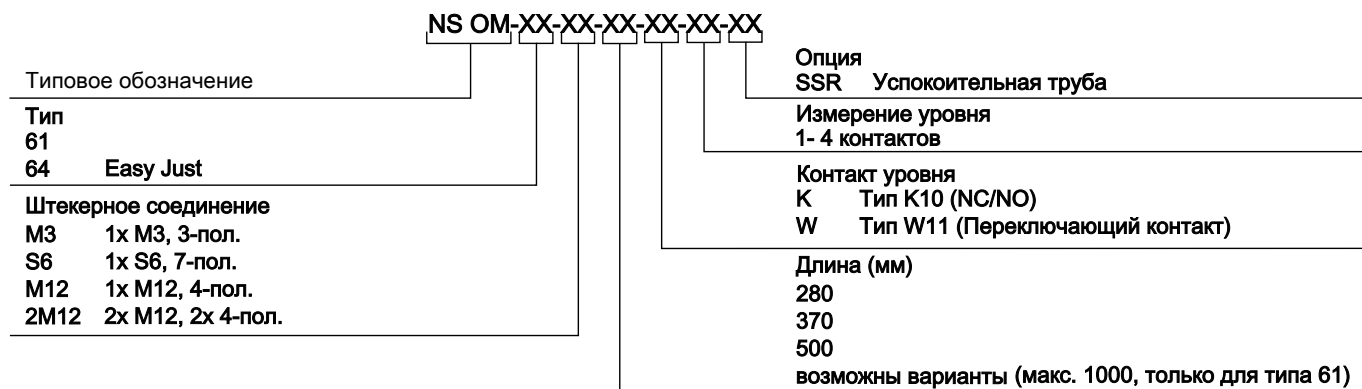 NS OM-XX-XX-XX-XX-XX-XX
Типовое обозначение
Тип
61
64 Easy Just
Штекерное соединение
M3 1x M3, 3-пол.
S6 1x S6, 7-пол.
M12 1x M12, 4-пол.
2M12 2x M12, 2x 4-пол.
Опция
SSR Успокоительная труба
Измерение уровня
1- 4 контактов
Контакт уровня
K Тип K10 (NC/NO)
W Тип W11 (Переключающий контакт)
Длина (мм)
280
370
500
возможны варианты (макс. 1000, только для типа 61)